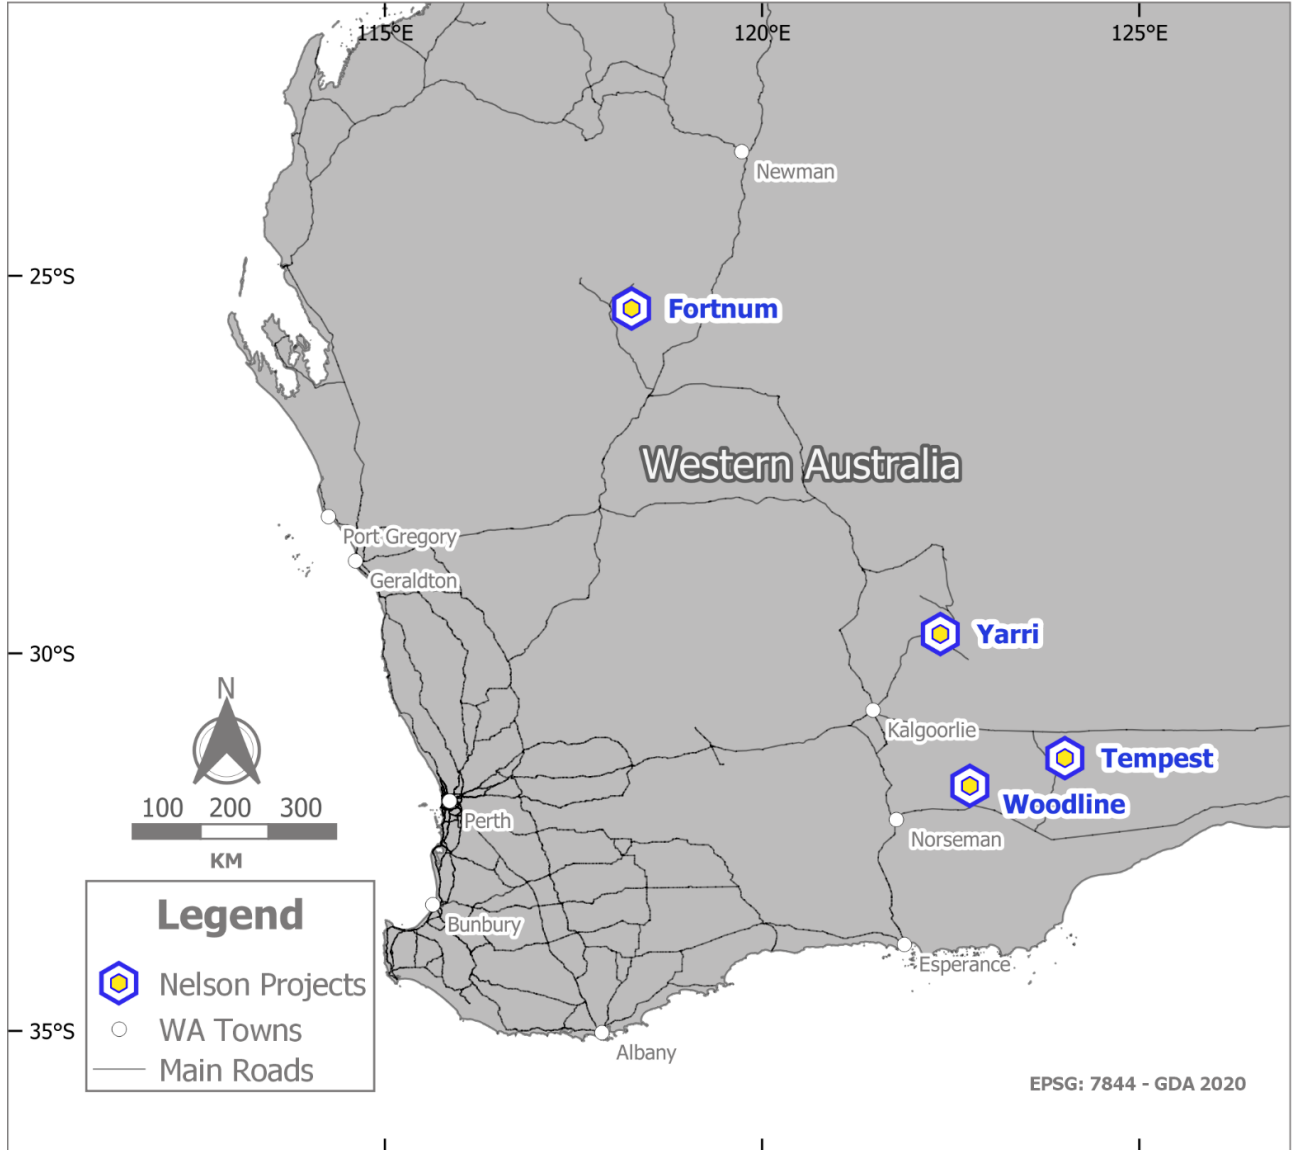 115°E 120°E 125°E
Newman
25°S
Fortnum
Western Australia
Port Gregory
Geraldton
30°S
Yarri
N
Kalgoorlie
Tempest
Woodline
100 200 300
KM
Perth
Norseman
Legend
Nelson Projects
WA Towns
Main Roads
Bunbury
Esperance
35°S
Albany
EPSG: 7844 - GDA 2020